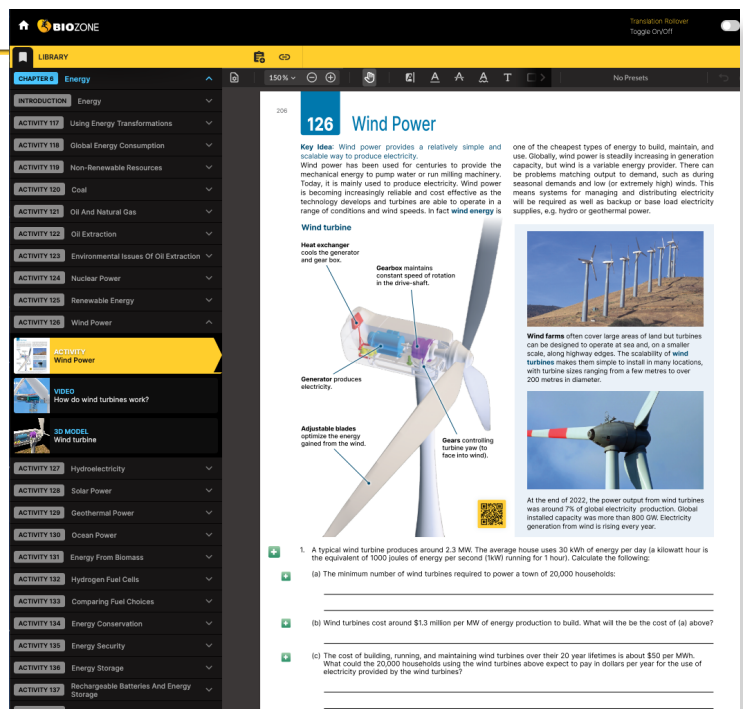 BIOZONE
Translation Rollover
Toggle On/Off
LIBRARY
CHAPTER 6 Energy
INTRODUCTION Energy
ACTIVITY 117 Using Energy Transformations
ACTIVITY 118 Global Energy Consumption
ACTIVITY 119 Non-Renewable Resources
ACTIVITY 120 Coal
ACTIVITY 121 Oil And Natural Gas
ACTIVITY 122 Oil Extraction
ACTIVITY 123 Environmental Issues Of Oil Extraction
ACTIVITY 124 Nuclear Power
ACTIVITY 125 Renewable Energy
ACTIVITY 126 Wind Power
ACTIVITY
Wind Power
VIDEO
How do wind turbines work?
3D MODEL
Wind turbine
ACTIVITY 127 Hydroelectricity
ACTIVITY 128 Solar Power
ACTIVITY 129 Geothermal Power
ACTIVITY 130 Ocean Power
ACTIVITY 131 Energy From Biomass
ACTIVITY 132 Hydrogen Fuel Cells
ACTIVITY 133 Comparing Fuel Choices
ACTIVITY 134 Energy Conservation
ACTIVITY 135 Energy Security
ACTIVITY 136 Energy Storage
ACTIVITY 137 Rechargeable Batteries And Energy
Storage
150 %
A A A T
No Presets
206
126 Wind Power
Key Idea: Wind power provides a relatively simple and
scalable way to produce electricity.
Wind power has been used for centuries to provide the
mechanical energy to pump water or run milling machinery.
Today, it is mainly used to produce electricity. Wind power
is becoming increasingly reliable and cost effective as the
technology develops and turbines are able to operate in a
range of conditions and wind speeds. In fact wind energy is
one of the cheapest types of energy to build, maintain, and
use. Globally, wind power is steadily increasing in generation
capacity, but wind is a variable energy provider. There can
be problems matching output to demand, such as during
seasonal demands and low (or extremely high) winds. This
means systems for managing and distributing electricity
will be required as well as backup or base load electricity
supplies, e.g. hydro or geothermal power.
Wind turbine
Heat exchanger
cools the generator
and gear box.
Gearbox maintains
constant speed of rotation
in the drive-shaft.
Generator produces
electricity.
Adjustable blades
optimize the energy
gained from the wind.
Gears controlling
turbine yaw (to
face into wind).
Wind farms often cover large areas of land but turbines
can be designed to operate at sea and, on a smaller
scale, along highway edges. The scalability of wind
turbines makes them simple to install in many locations,
with turbine sizes ranging from a few metres to over
200 metres in diameter.
At the end of 2022, the power output from wind turbines
was around 7% of global electricity production. Global
installed capacity was more than 800 GW. Electricity
generation from wind is rising every year.
1. A typical wind turbine produces around 2.3 MW. The average house uses 30 kWh of energy per day (a kilowatt hour is
the equivalent of 1000 joules of energy per second (1kW) running for 1 hour). Calculate the following:
(a) The minimum number of wind turbines required to power a town of 20,000 households:
(b) Wind turbines cost around $1.3 million per MW of energy production to build. What will the be the cost of (a) above?
(c) The cost of building, running, and maintaining wind turbines over their 20 year lifetimes is about $50 per MWh.
What could the 20,000 households using the wind turbines above expect to pay in dollars per year for the use of
electricity provided by the wind turbines?